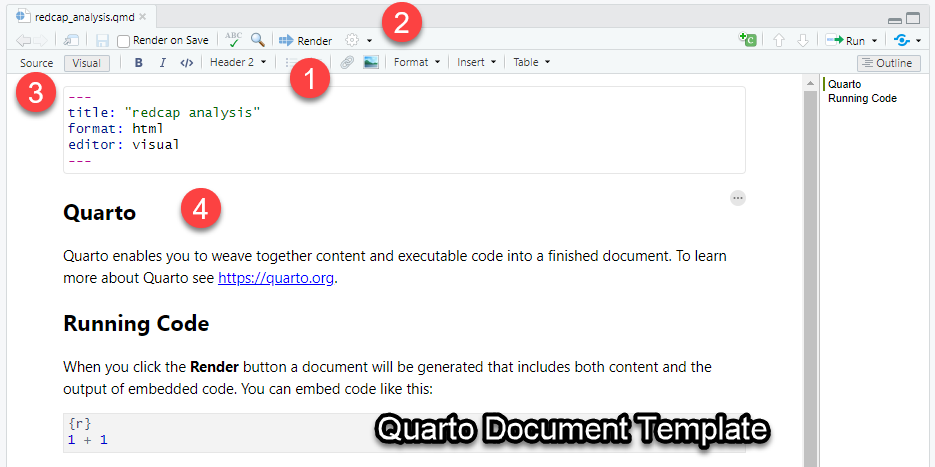 redcap_analysis.qmd
2
Render on Save ABC Render C Run
Source Visual B I </> Header 2 Format Insert Table Outline
1
3
---
title: "redcap analysis"
format: html
editor: visual
---
Quarto
Running Code
Quarto
4
Quarto enables you to weave together content and executable code into a finished document. To learn
more about Quarto see https://quarto.org.
Running Code
When you click the Render button a document will be generated that includes both content and the
output of embedded code. You can embed code like this:
{r}
1 + 1
Quarto Document Template